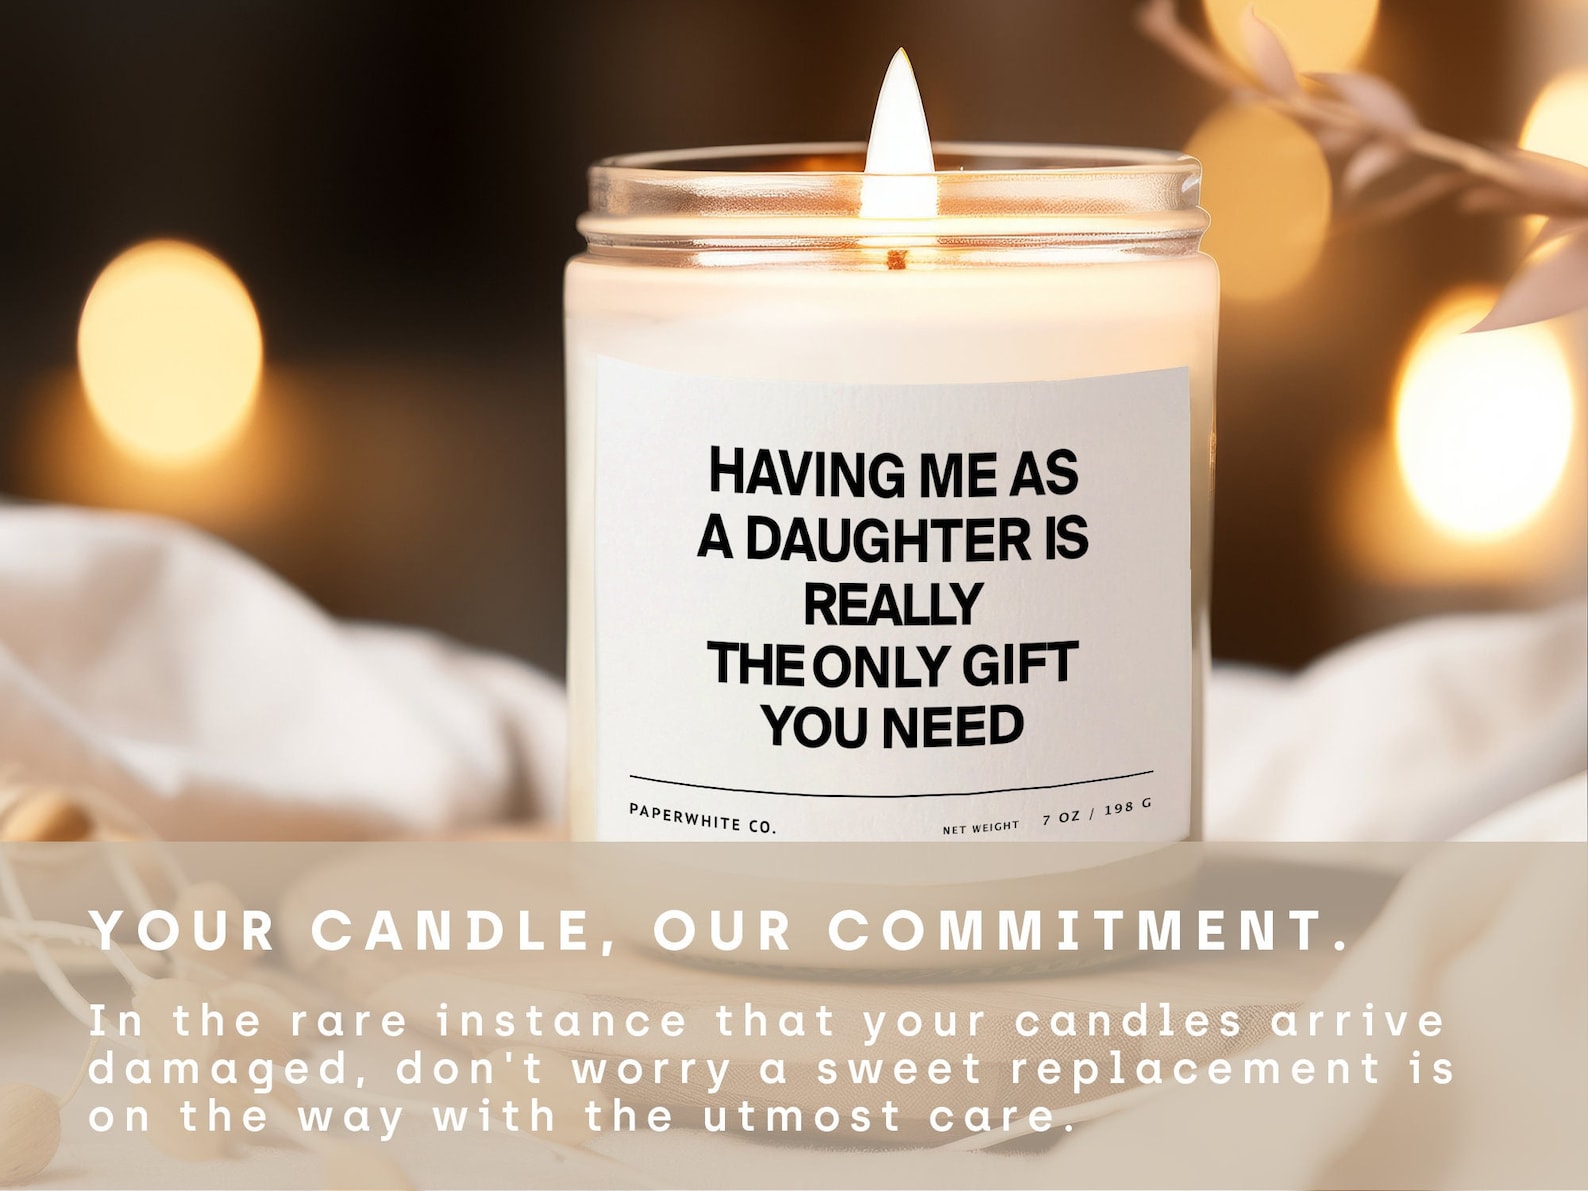 HAVING ME AS
A DAUGHTER IS
REALLY
THE ONLY GIFT
YOU NEED
PAPERWHITE CO.
NET WEIGHT 7 OZ / 198 G
YOUR CANDLE, OUR COMMITMENT.
In the rare instance that your candles arrive
damaged, don't worry a sweet replacement is
on the way with the utmost care.